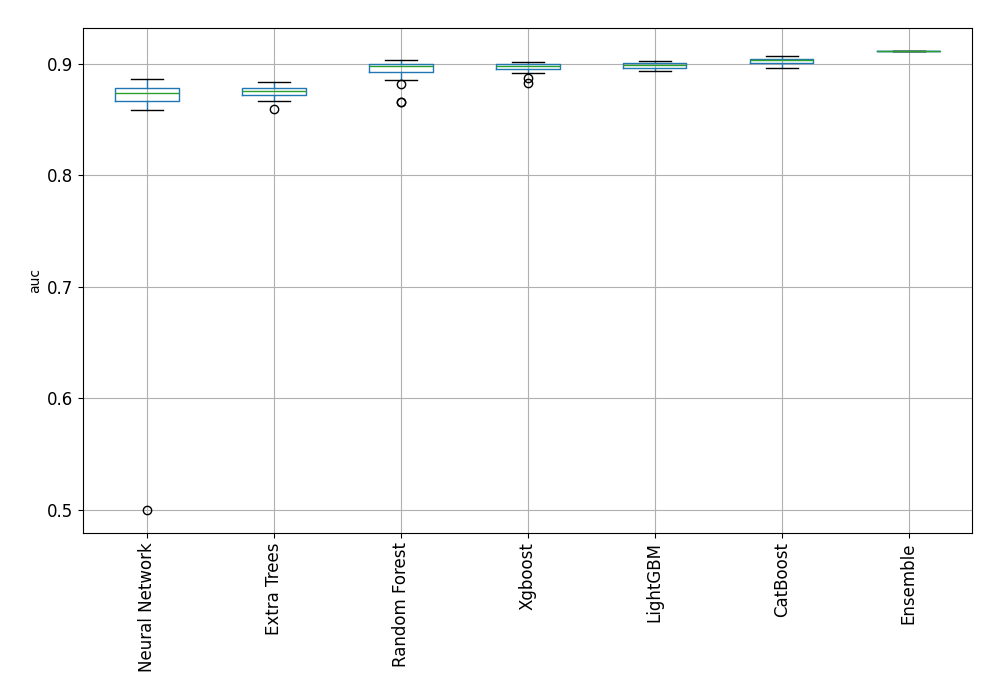 0.9
0.8
0.7
0.6
0.5
auc
Neural Network
Extra Trees
Random Forest
Xgboost
LightGBM
CatBoost
Ensemble